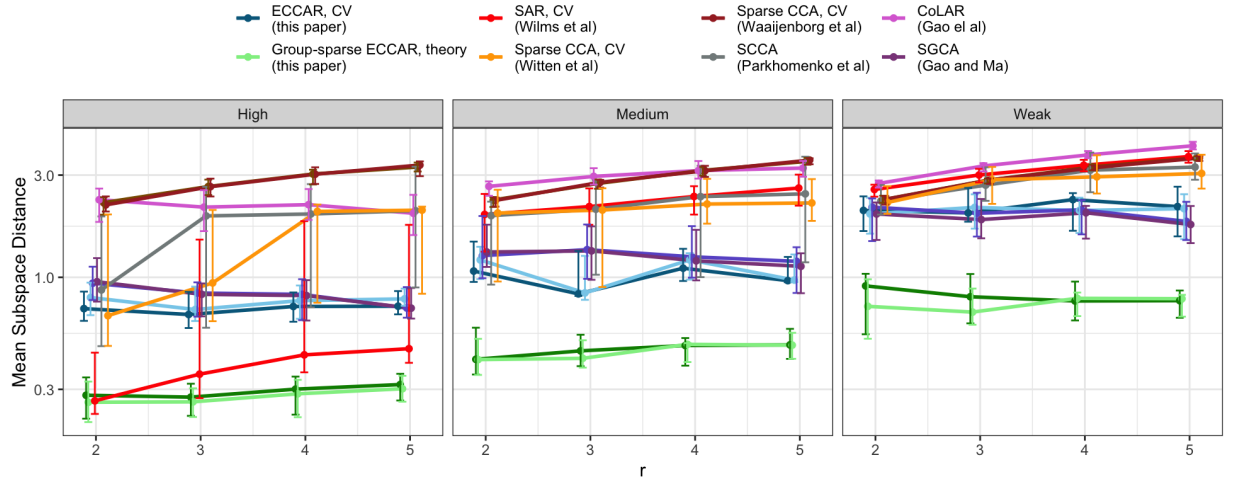 ECCAR, CV
(this paper)
SAR, CV
(Wilms et al)
Sparse CCA, CV
(Waaijenborg et al)
CoLAR
(Gao el al)
Group-sparse ECCAR, theory
(this paper)
Sparse CCA, CV
(Witten et al)
SCCA
(Parkhomenko et al)
SGCA
(Gao and Ma)
High
Medium
Weak
Mean Subspace Distance
3.0
1.0
0.3
2 3 4 5
2 3 4 5
2 3 4 5
r